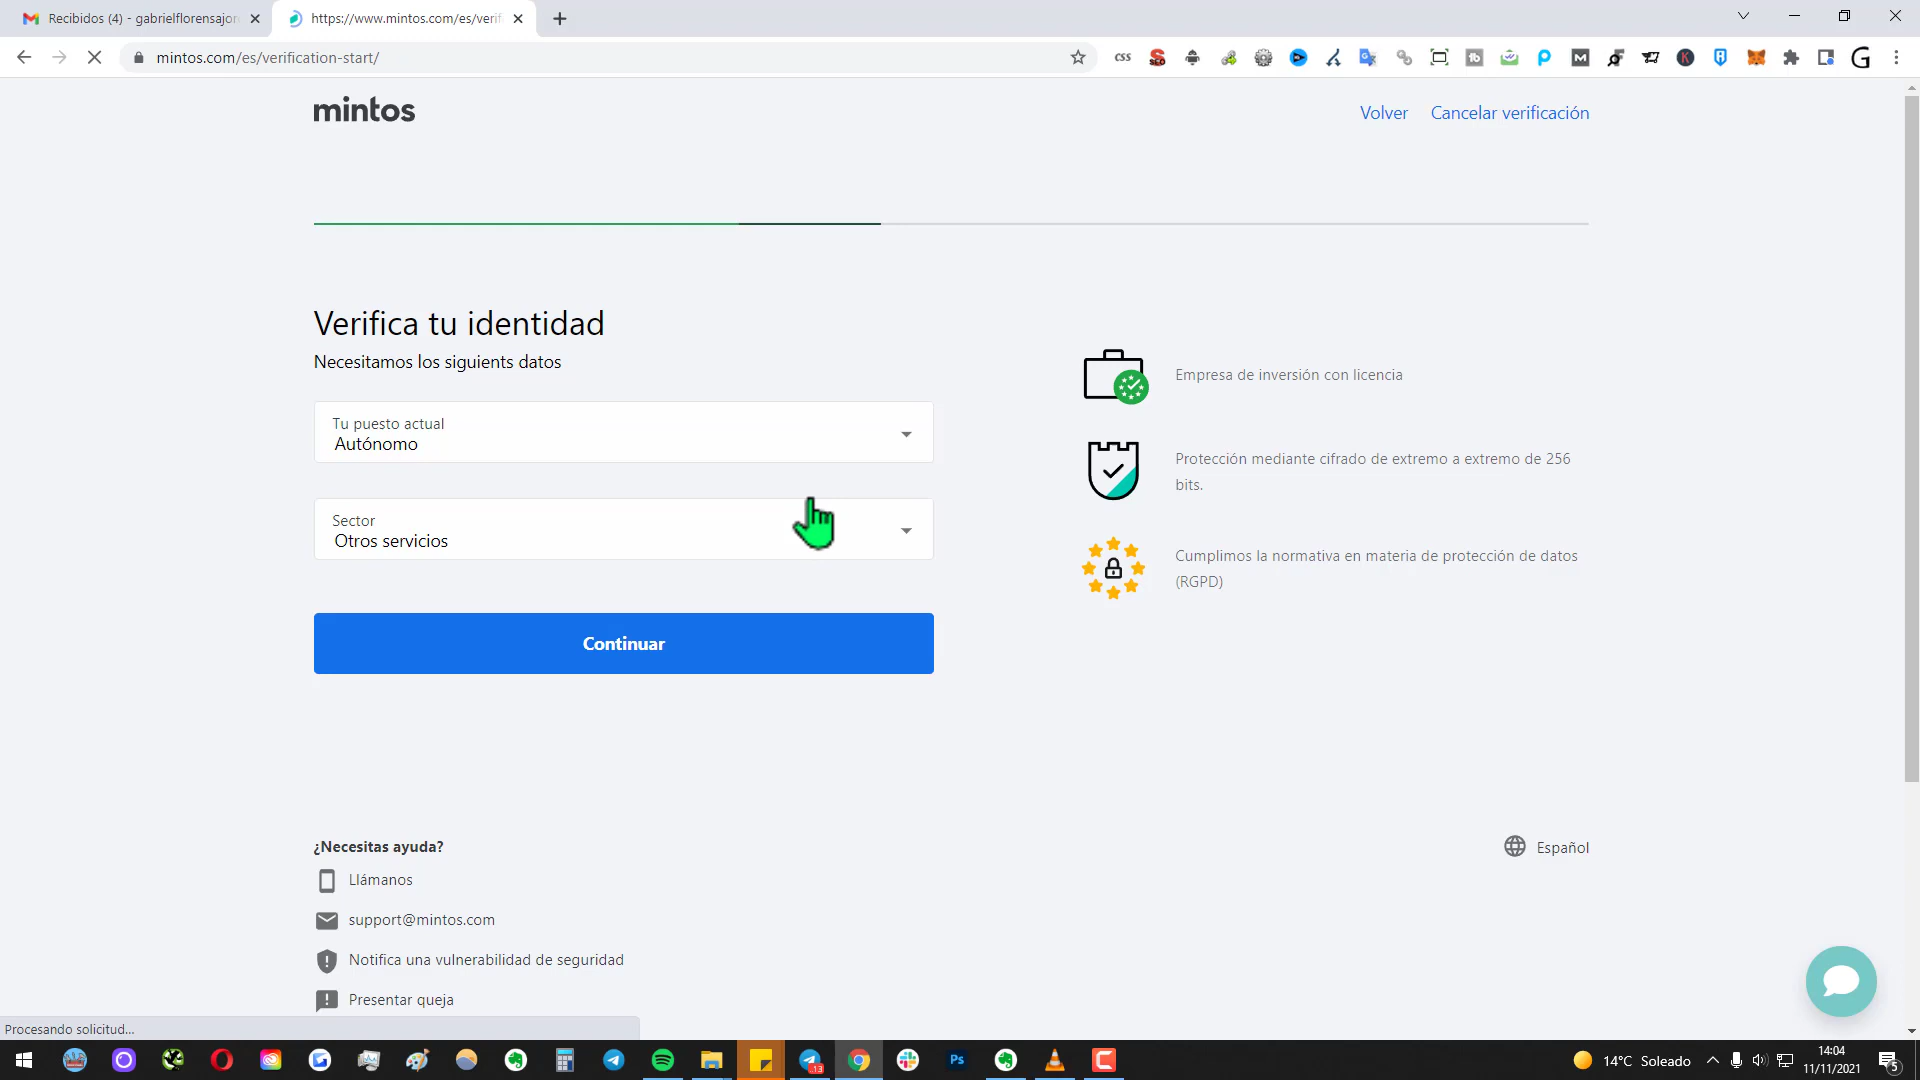 Recibidos (4) - gabrielflorensajor
https://www.mintos.com/es/verif
mintos.com/es/verification-start/
mintos
Volver
Cancelar verificación
Verifica tu identidad
Necesitamos los siguients datos
Tu puesto actual
Autónomo
Sector
Otros servicios
Continuar
Empresa de inversión con licencia
Protección mediante cifrado de extremo a extremo de 256
bits.
Cumplimos la normativa en materia de protección de datos
(RGPD)
¿Necesitas ayuda?
Llámanos
support@mintos.com
Notifica una vulnerabilidad de seguridad
Presentar queja
Español
Procesando solicitud...
14°C Soleado
14:04
11/11/2021